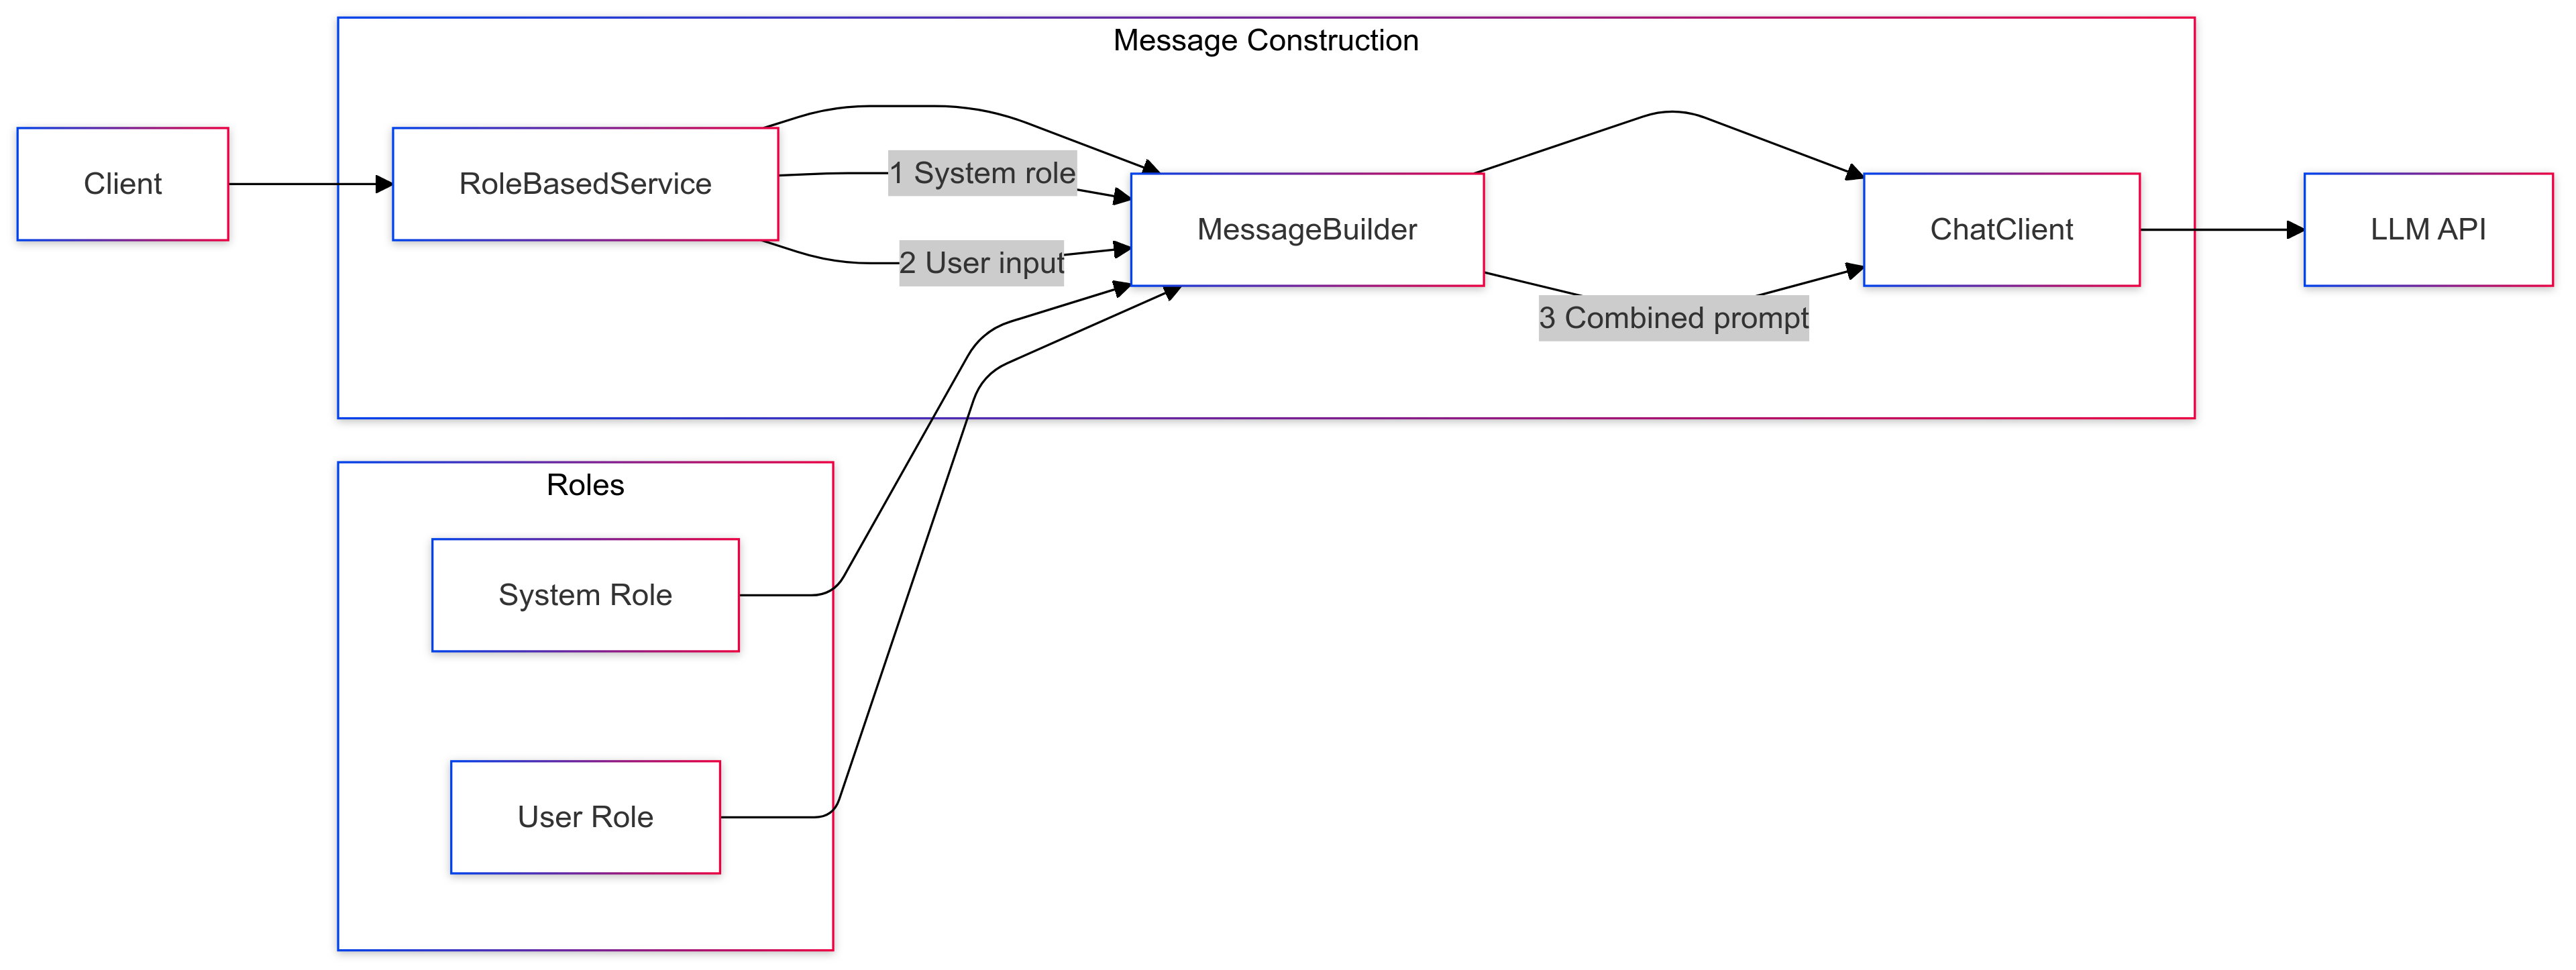 Message Construction
Client
RoleBasedService
1 System role
2 User input
MessageBuilder
3 Combined prompt
ChatClient
LLM API
Roles
System Role
User Role